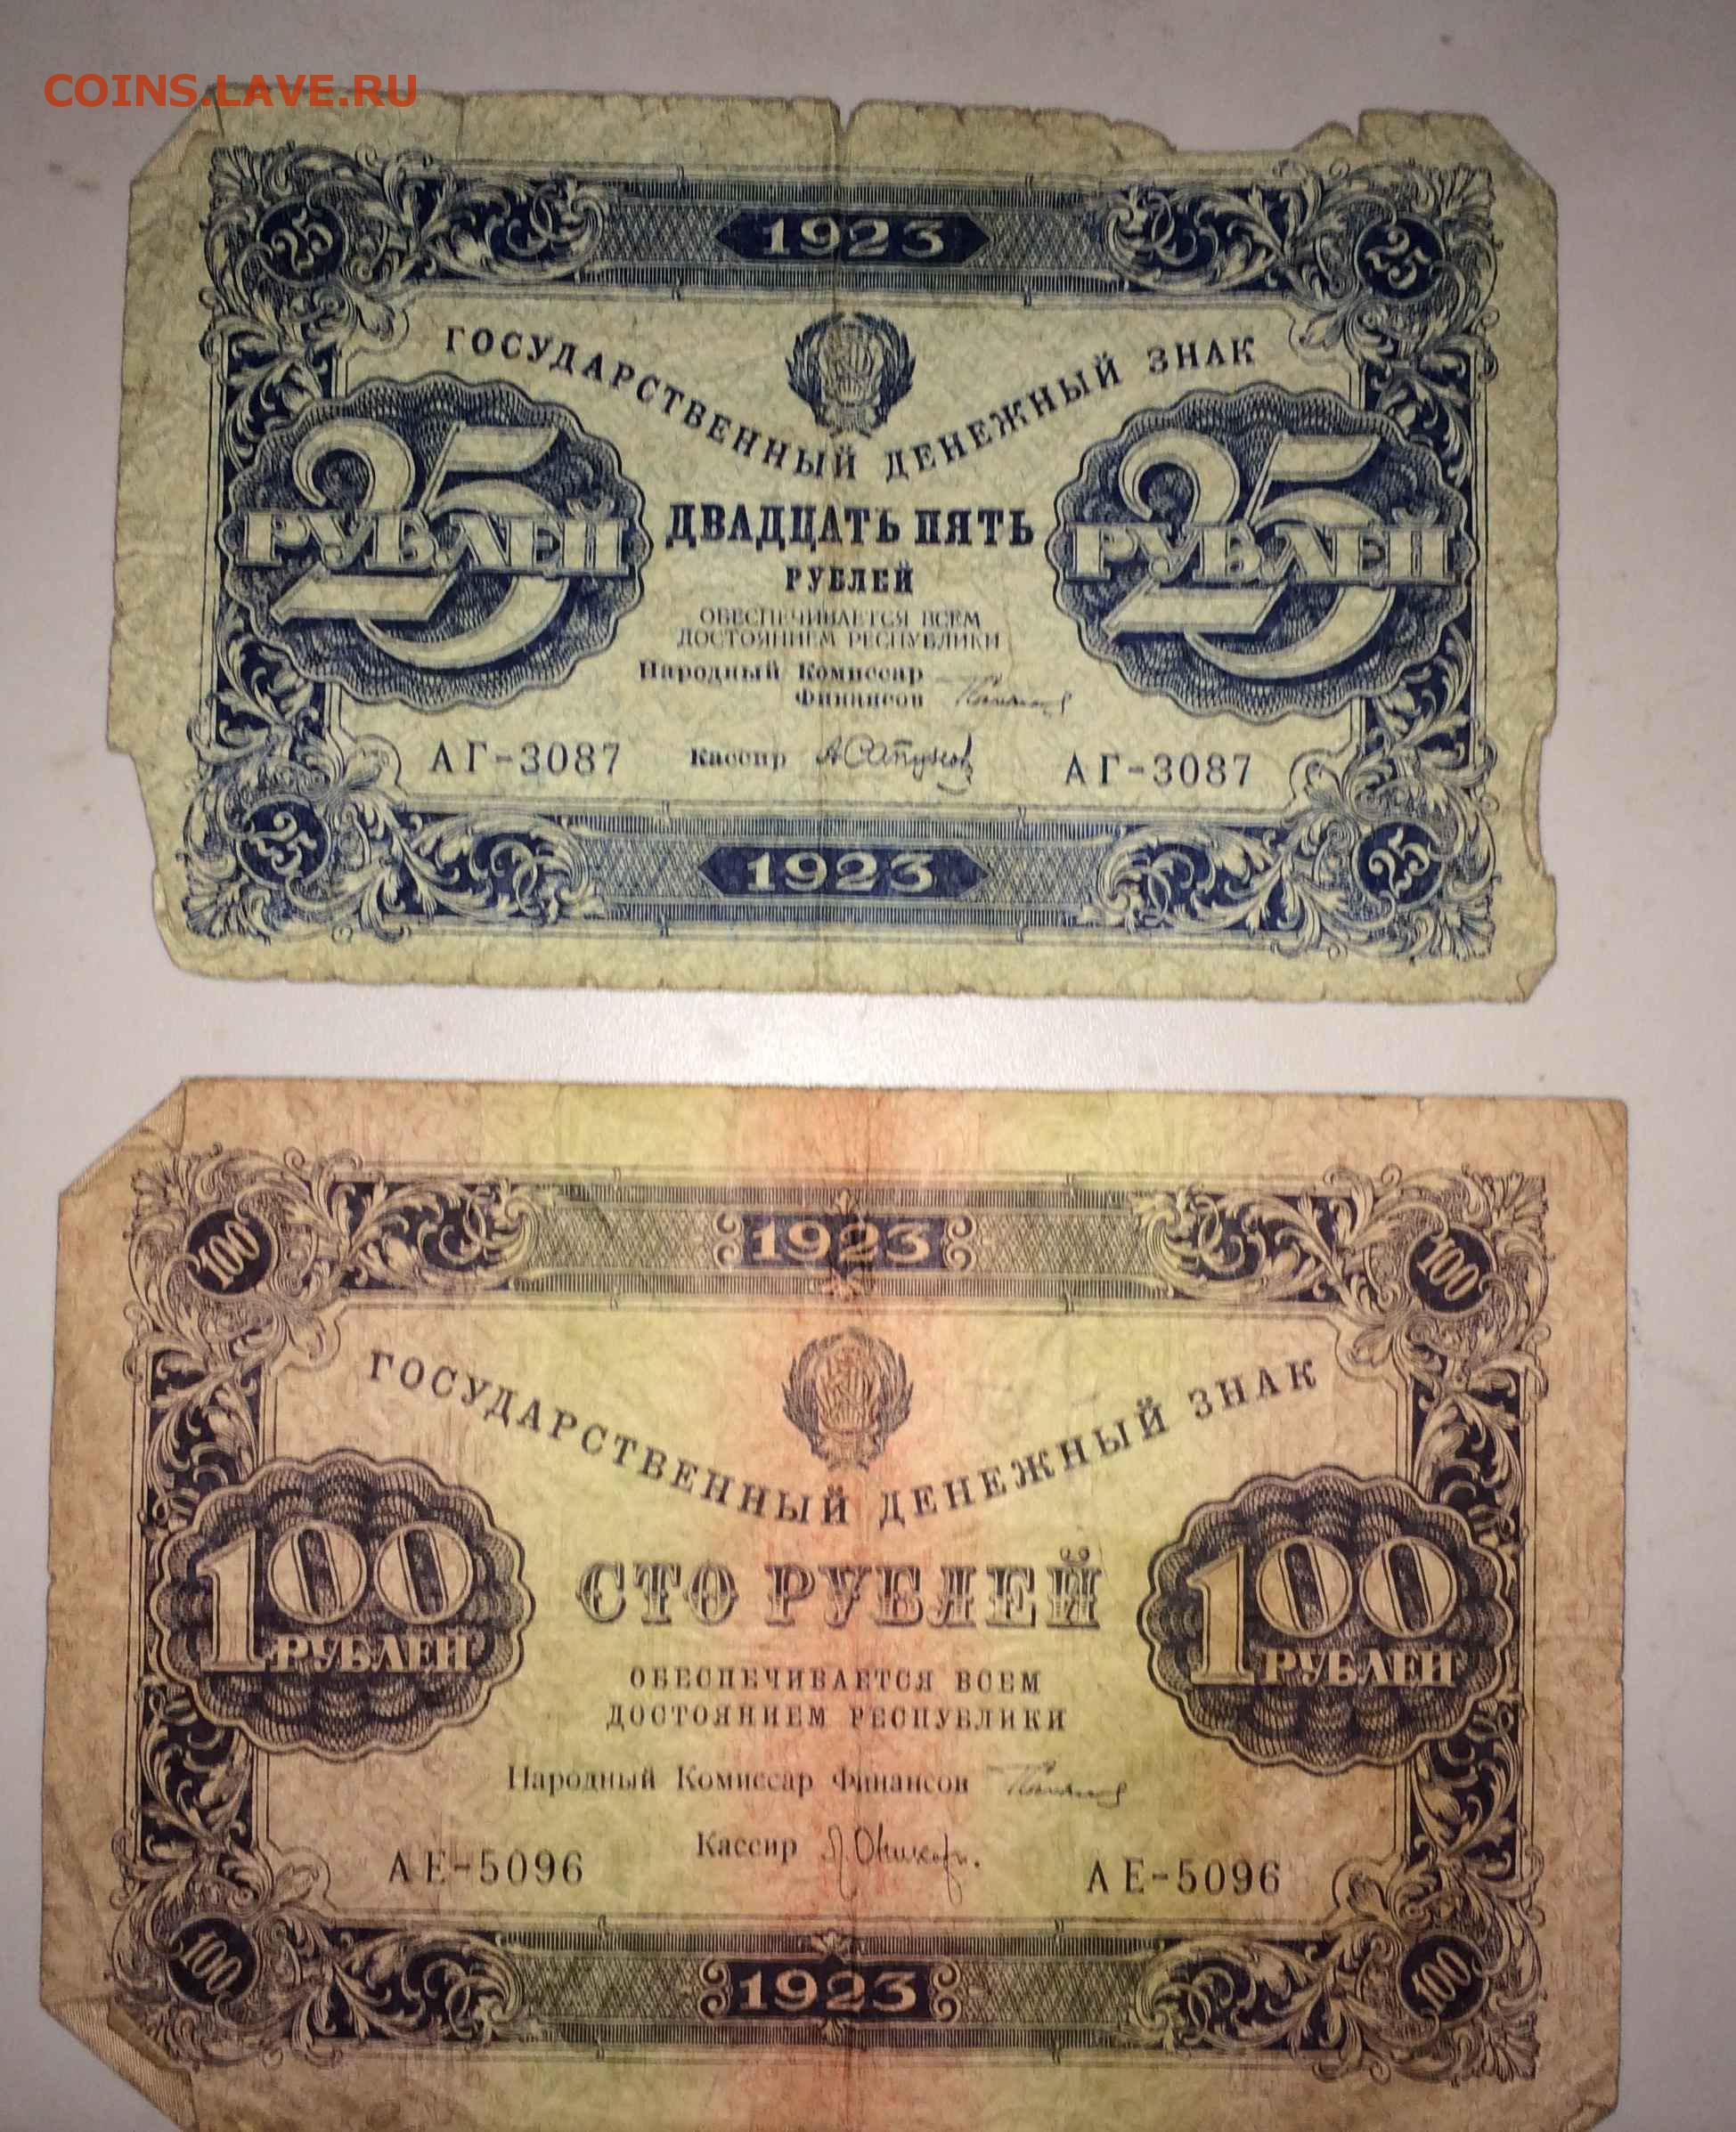 COINS.LAVE.RU
25 1923 25
ГОСУДАРСТВЕННЫЙ ДЕНЕЖНЫЙ ЗНАК
25 РУБЛЕЙ
ДВАДЦАТЬ ПЯТЬ
РУБЛЕЙ
25 РУБЛЕЙ
ОБЕСПЕЧИВАЕТСЯ ВСЕМ
ДОСТОЯНИЕМ РЕСПУБЛИКИ
Народный Комиссар
Финансов
АГ-3087 Кассир АГ-3087
25 1923 25
100 1923 100
ГОСУДАРСТВЕННЫЙ ДЕНЕЖНЫЙ ЗНАК
100 РУБЛЕЙ
СТО РУБЛЕЙ
100 РУБЛЕЙ
ОБЕСПЕЧИВАЕТСЯ ВСЕМ
ДОСТОЯНИЕМ РЕСПУБЛИКИ
Народный Комиссар Финансов
Кассир
АЕ-5096 АЕ-5096
100 1923 100